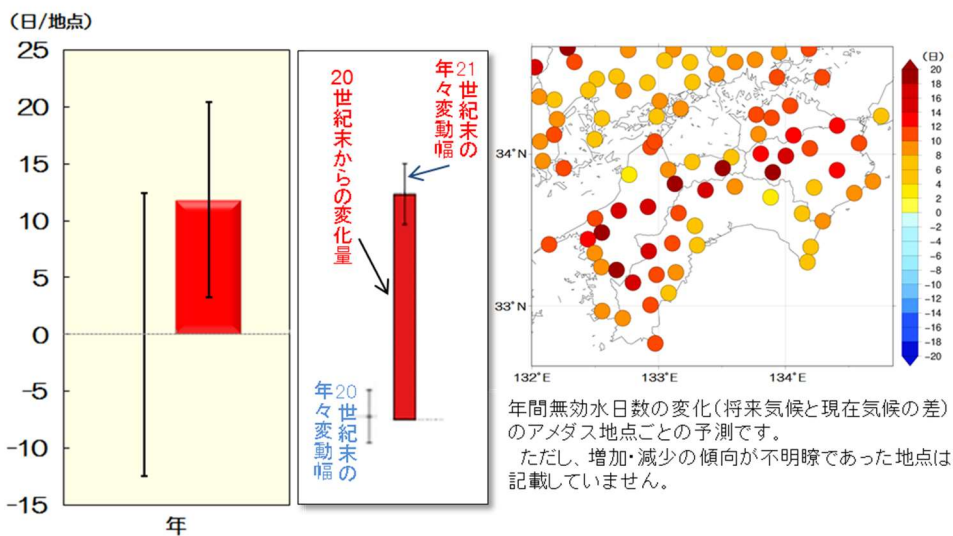 (日/地点)
25
20
15
10
5
0
-5
-10
-15
年
21世紀末の
年々変動幅
20世紀末からの変化量
20世紀末の
年々変動幅
34°N
33°N
132°E
133°E
134°E
(日)
20
18
16
14
12
10
8
6
4
2
0
-2
-4
-6
-8
-10
-12
-14
-16
-18
-20
年間無効水日数の変化(将来気候と現在気候の差)
のアメダス地点ごとの予測です。
ただし、増加・減少の傾向が不明瞭であった地点は
記載していません。